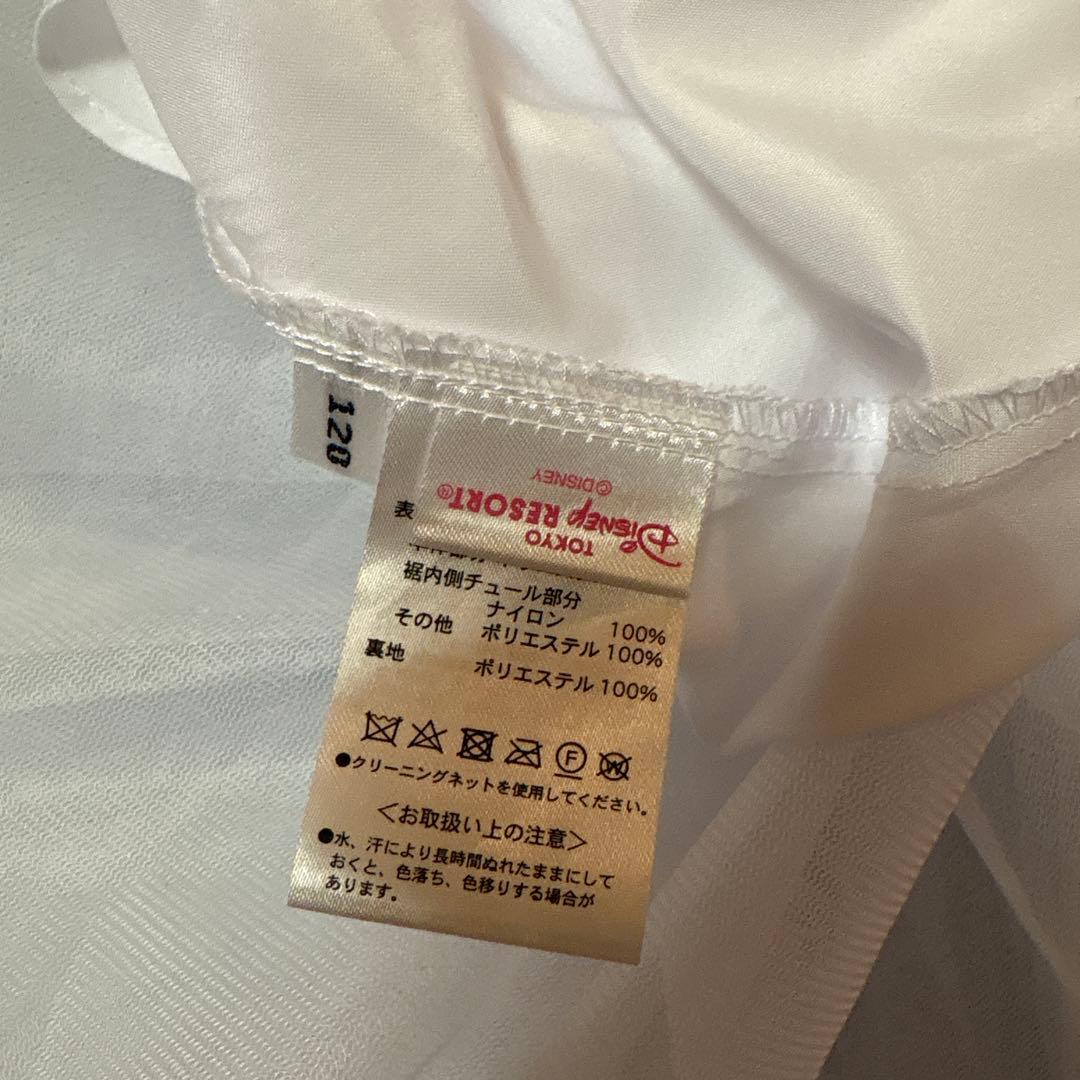 120
©DISNEY
TOKYO
DISNEY RESORT®
表
裾内側チュール部分
ナイロン 100%
その他 ポリエステル 100%
裏地 ポリエステル 100%
F
W
●クリーニングネットを使用してください。
＜お取扱い上の注意＞
●水、汗により長時間ぬれたままにして
おくと、色落ち、色移りする場合が
あります。